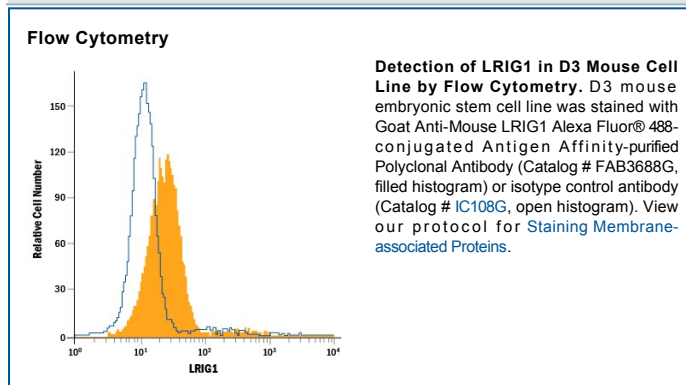 Flow Cytometry
Detection of LRIG1 in D3 Mouse Cell
Line by Flow Cytometry. D3 mouse
embryonic stem cell line was stained with
Goat Anti-Mouse LRIG1 Alexa Fluor® 488-
conjugated Antigen Affinity-purified
Polyclonal Antibody (Catalog # FAB3688G,
filled histogram) or isotype control antibody
(Catalog # IC108G, open histogram). View
our protocol for Staining Membrane-
associated Proteins.
Relative Cell Number
150
120
90
60
30
0
10⁰ 10¹ 10² 10³ 10⁴
LRIG1